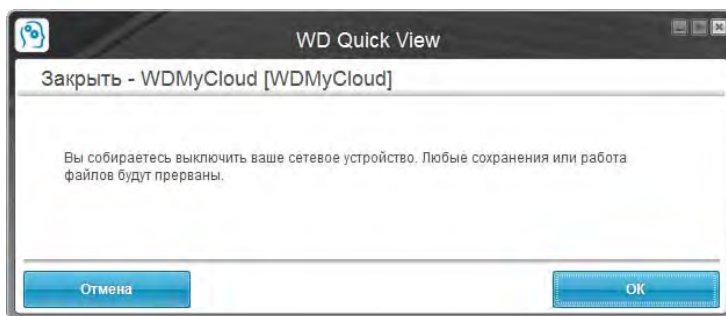 WD Quick View
Закрыть - WDMyCloud [WDMyCloud]
Вы собираетесь выключить ваше сетевое устройство. Любые сохранения или работа
файлов будут прерваны.
Отмена
ОК